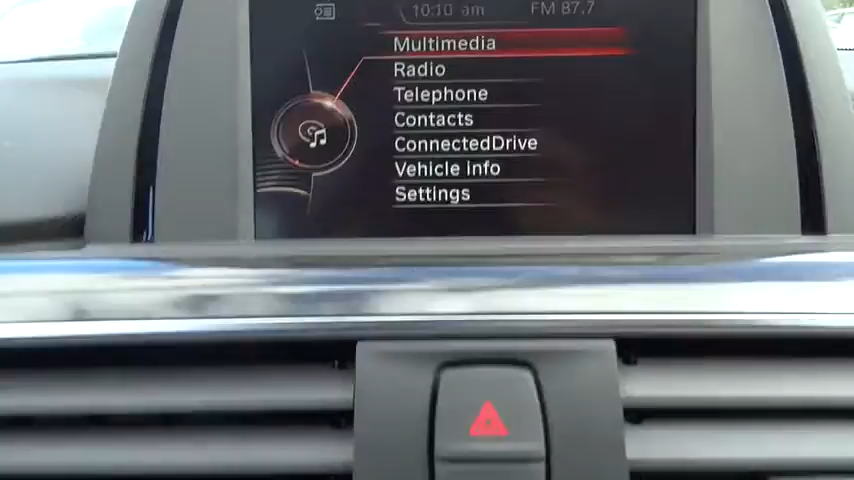 10:10 am
FM 87.7
Multimedia
Radio
Telephone
Contacts
ConnectedDrive
Vehicle info
Settings